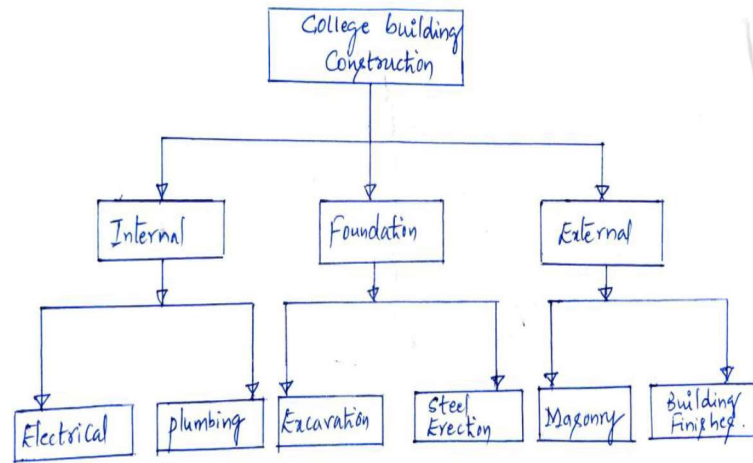 College building
Construction
Internal
Foundation
External
Electrical
plumbing
Excavation
Steel
Erection
Masonry
Building
Finishes.